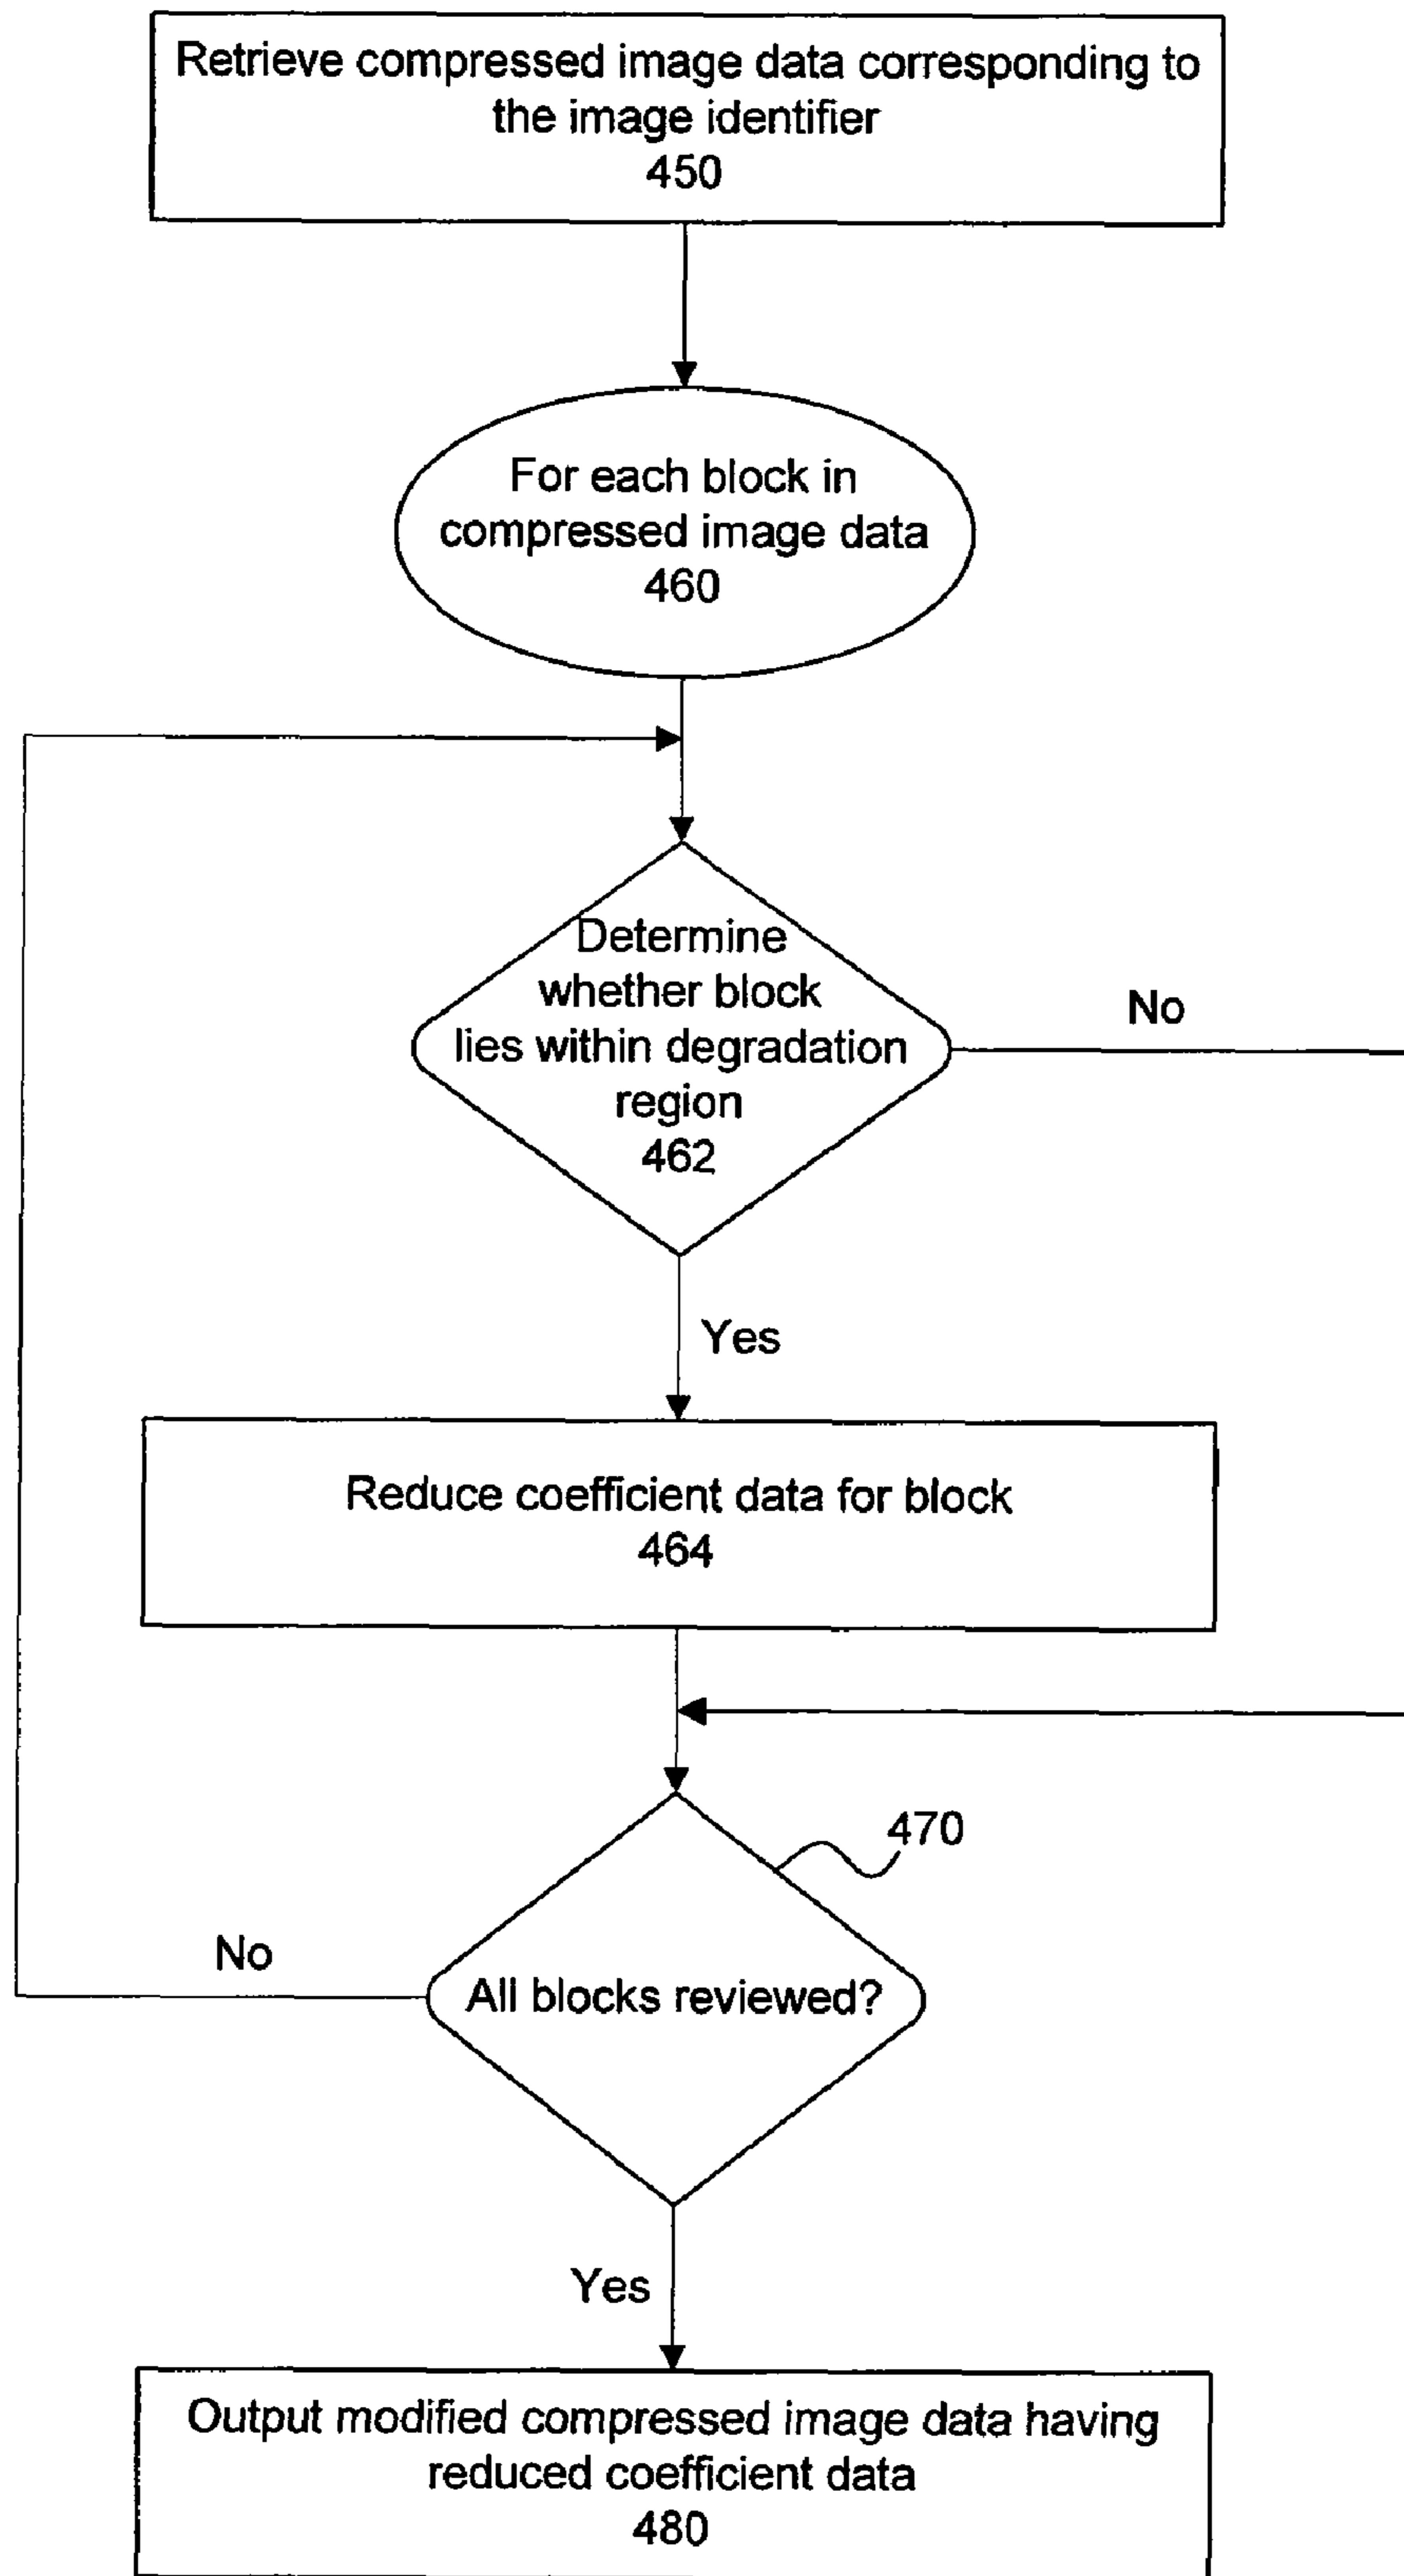 Retrieve compressed image data corresponding to
the image identifier
450
For each block in
compressed image data
460
Determine
whether block
lies within degradation
region
462
No
Yes
Reduce coefficient data for block
464
470
All blocks reviewed?
No
Yes
Output modified compressed image data having
reduced coefficient data
480